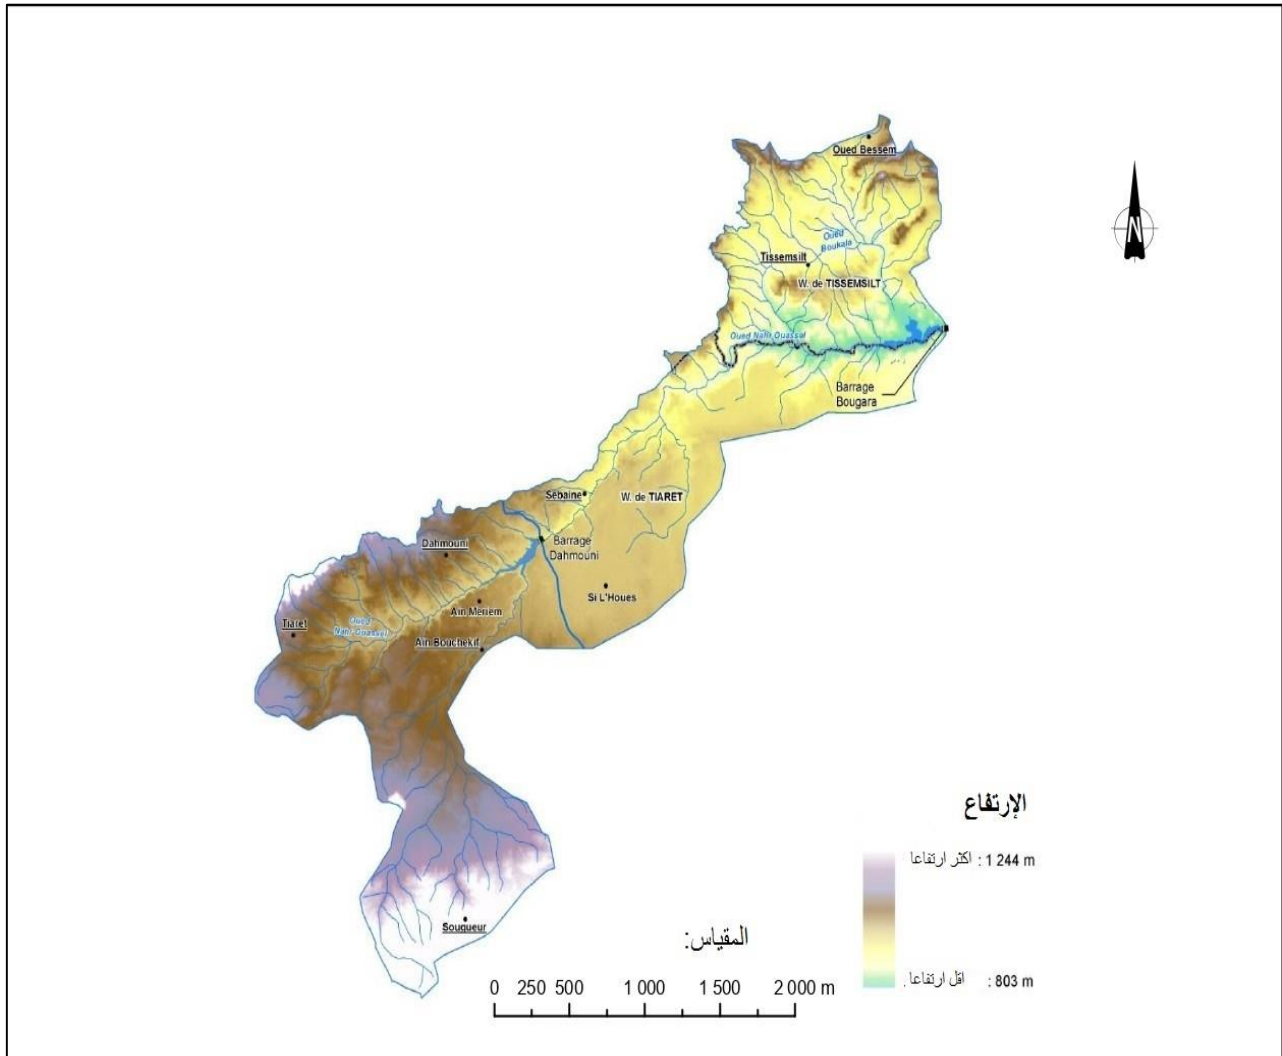 Oued Bessem
N
Oued
Boukala
Tissemsilt
W. de TISSEMSILT
Oued Nahr Ouassal
Barrage
Bougara
Sebaine
W. de TIARET
Dahmouni
Barrage
Dahmouni
Si L'Houes
Ain Meriem
Tiaret
Oued
Nahr Ouassel
Ain Bouchekif
Souqueur
الإرتفاع
اكثر ارتفاعا : 1 244 m
اقل ارتفاعا : 803 m
المقياس:
0 250 500 1 000 1 500 2 000 m